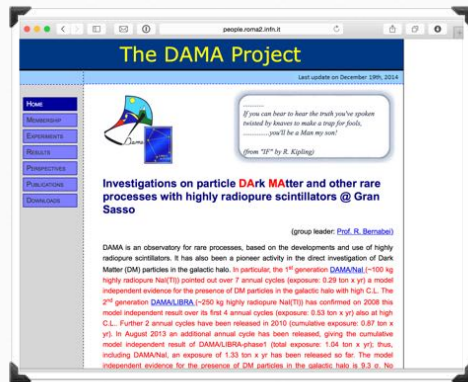 people.roma2.infn.it
The DAMA Project
Last update on December 19th, 2014
Home
Membership
Experiments
Results
Perspectives
Publications
Downloads
Dama
............
If you can bear to hear the truth you've spoken
twisted by knaves to make a trap for fools,
..............you'll be a Man my son!
(from "IF" by R. Kipling)
Investigations on particle DArk MAtter and other rare
processes with highly radiopure scintillators @ Gran
Sasso
(group leader: Prof. R. Bernabei)
DAMA is an observatory for rare processes, based on the developments and use of highly
radiopure scintillators. It has also been a pioneer activity in the direct investigation of Dark
Matter (DM) particles in the galactic halo. In particular, the 1st generation DAMA/NaI (~100 kg
highly radiopure NaI(Tl)) pointed out over 7 annual cycles (exposure: 0.29 ton x yr) a model
independent evidence for the presence of DM particles in the galactic halo with high C.L. The
2nd generation DAMA/LIBRA (~250 kg highly radiopure NaI(Tl)) has confirmed on 2008 this
model independent result over its first 4 annual cycles (exposure: 0.53 ton x yr) also at high
C.L.. Further 2 annual cycles have been released in 2010 (cumulative exposure: 0.87 ton x
yr). In August 2013 an additional annual cycle has been released, giving the cumulative
model independent result of DAMA/LIBRA-phase1 (total exposure: 1.04 ton x yr); thus,
including DAMA/NaI, an exposure of 1.33 ton x yr has been released so far. The model
independent evidence for the presence of DM particles in the galactic halo is 9.3 σ. No